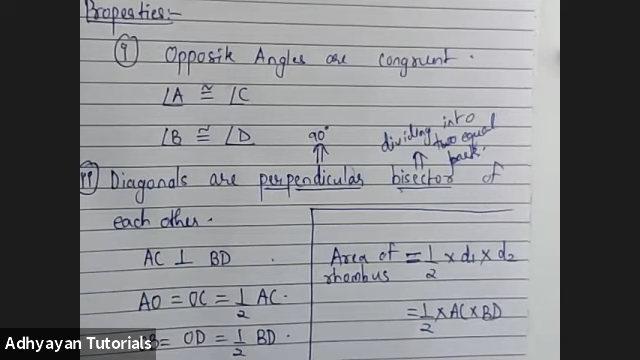 Properties:-
(i) Opposite Angles are congruent.
∠A ≅ ∠C
∠B ≅ ∠D
90°
dividing into
two equal
parts.
(ii) Diagonals are perpendicular bisector of
each other.
AC ⊥ BD.
AO = OC = 1/2 AC.
= OD = 1/2 BD.
Area of rhombus = 1/2 × d1 × d2
= 1/2 × AC × BD
Adhyayan Tutorials